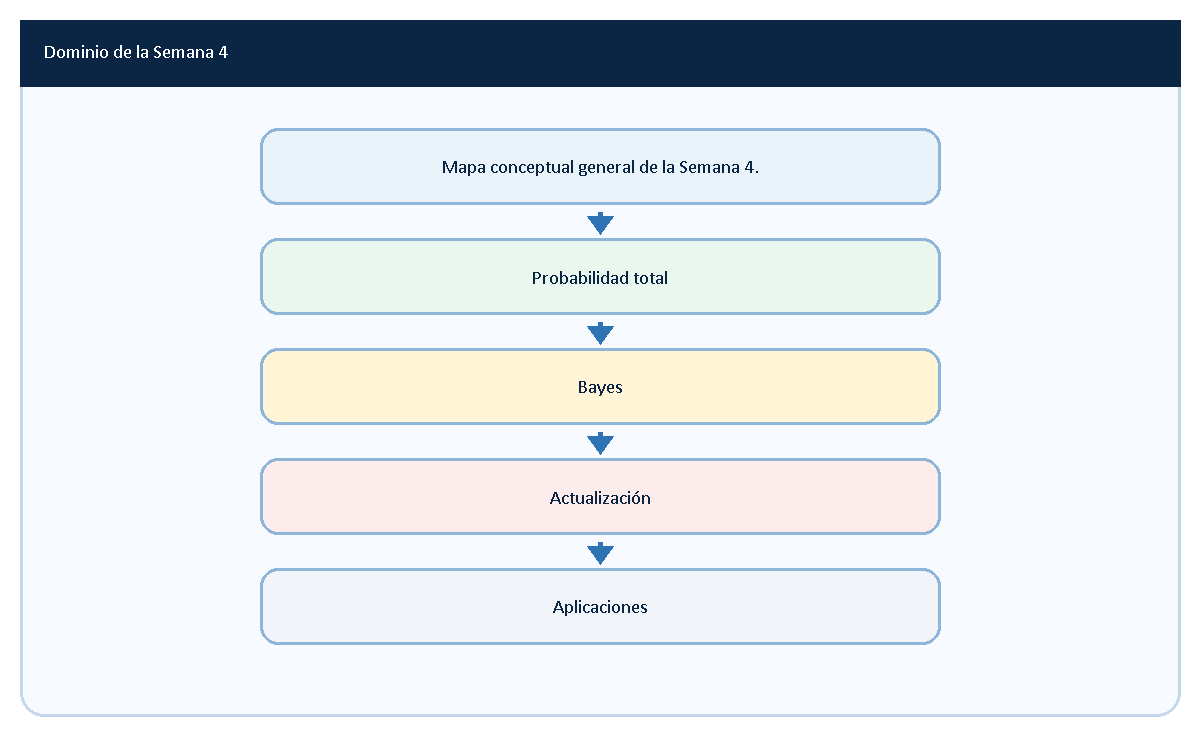 Dominio de la Semana 4
Mapa conceptual general de la Semana 4.
Probabilidad total
Bayes
Actualización
Aplicaciones